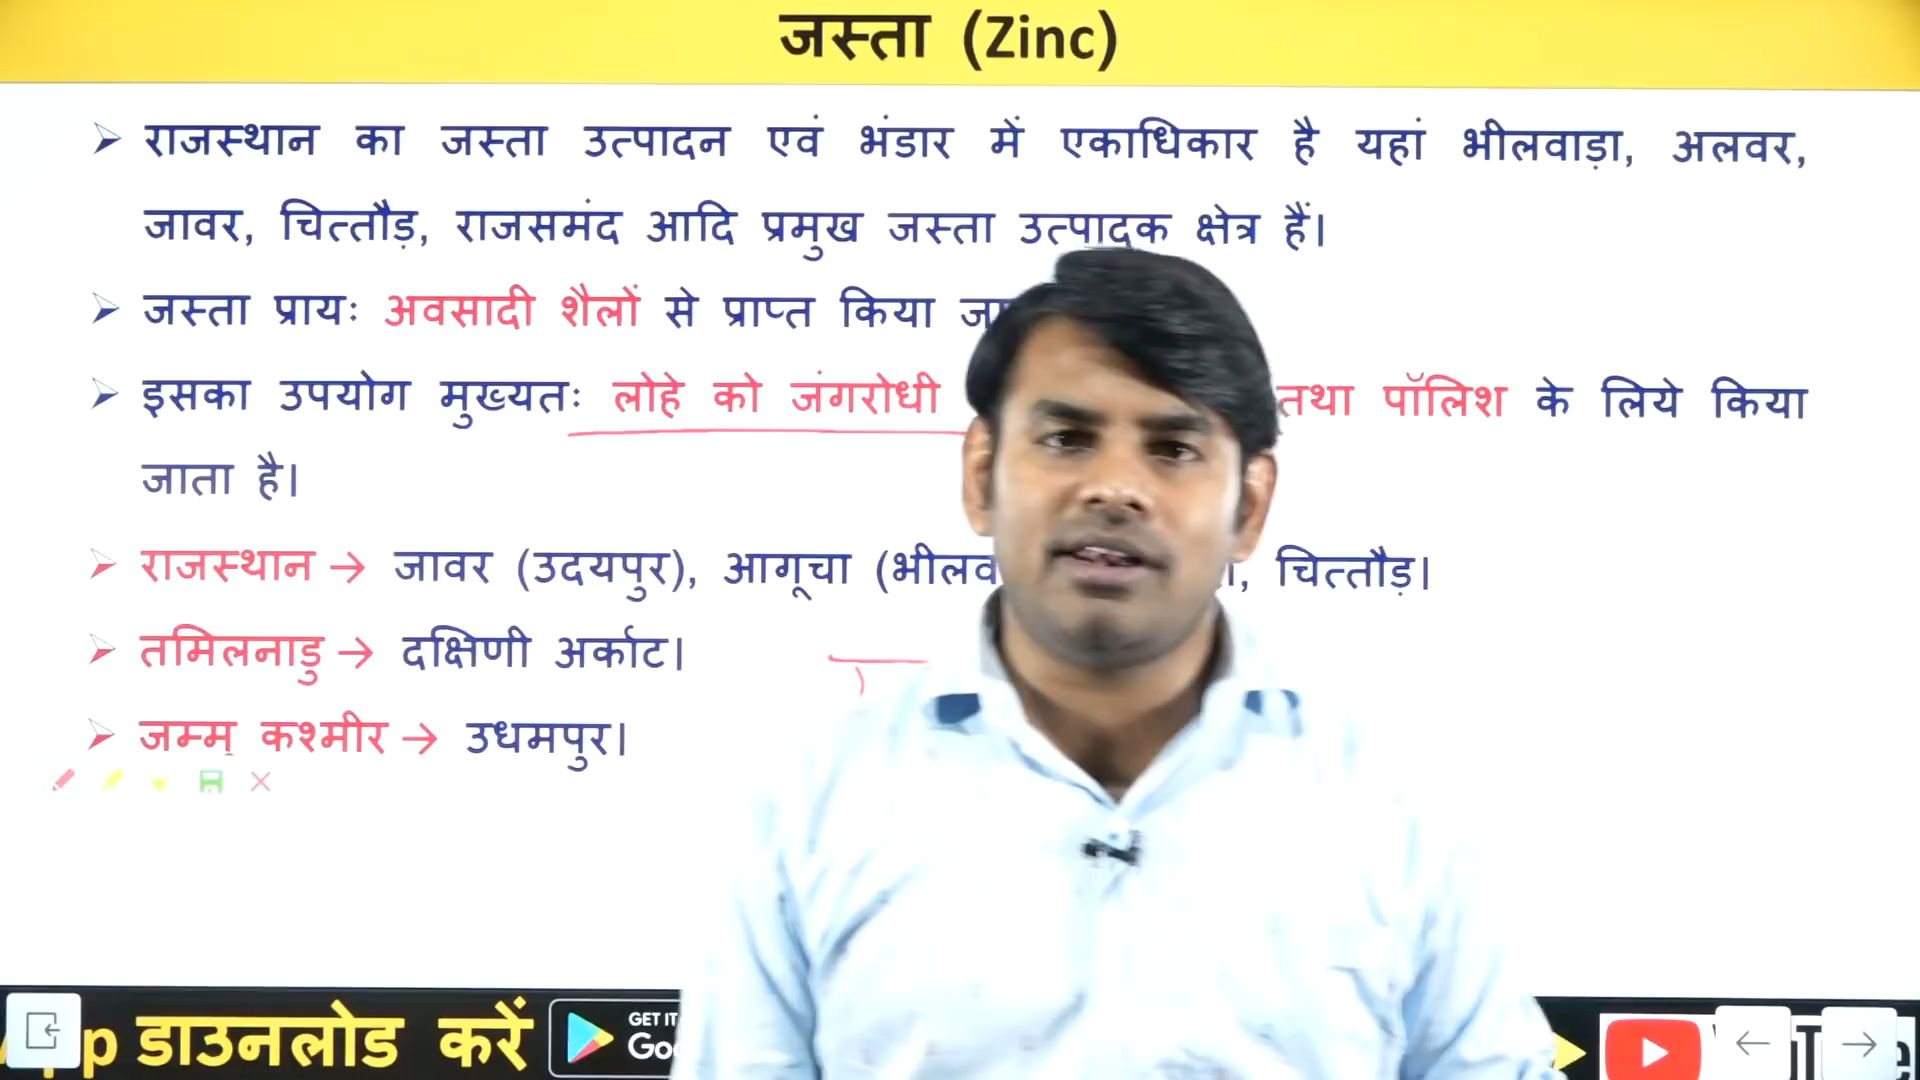 जस्ता (Zinc)
राजस्थान का जस्ता उत्पादन एवं भंडार में एकाधिकार है यहां भीलवाड़ा, अलवर,
जावर, चित्तौड़, राजसमंद आदि प्रमुख जस्ता उत्पादक क्षेत्र हैं।
जस्ता प्रायः अवसादी शैलों से प्राप्त किया
इसका उपयोग मुख्यतः लोहे को जंगरोधी तथा पॉलिश के लिये किया
जाता है।
राजस्थान → जावर (उदयपुर), आगूचा चित्तौड़।
तमिलनाडु → दक्षिणी अर्काट।
जम्मू कश्मीर → उधमपुर।
डाउनलोड करें GET IT